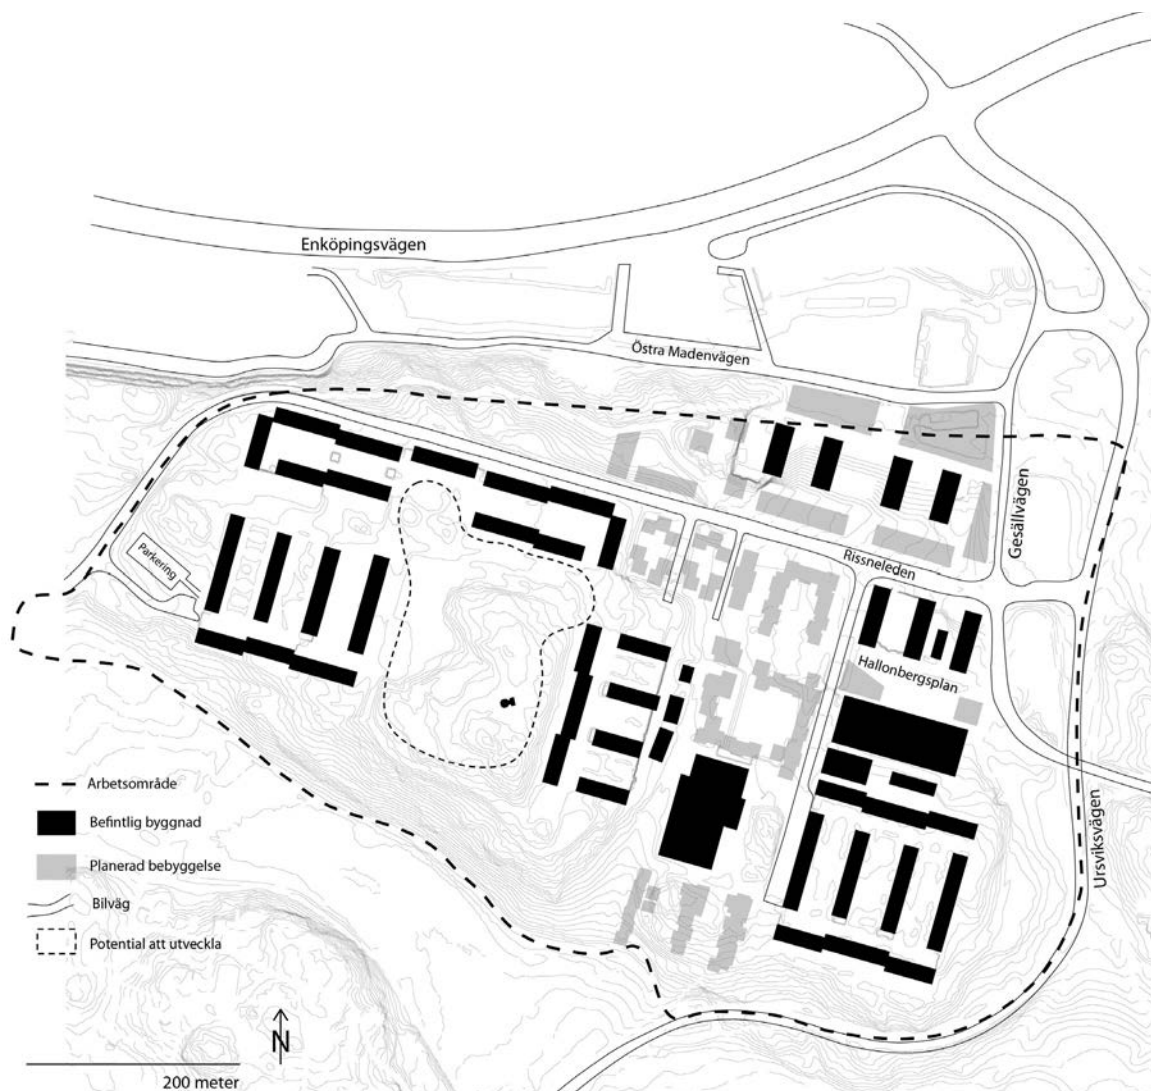 Enköpingsvägen
Östra Madenvägen
Gesällvägen
Rissneleden
Parkering
Hallonbergsplan
Ursviksvägen
Arbetsområde
Befintlig byggnad
Planerad bebyggelse
Bilväg
Potential att utveckla
N
200 meter